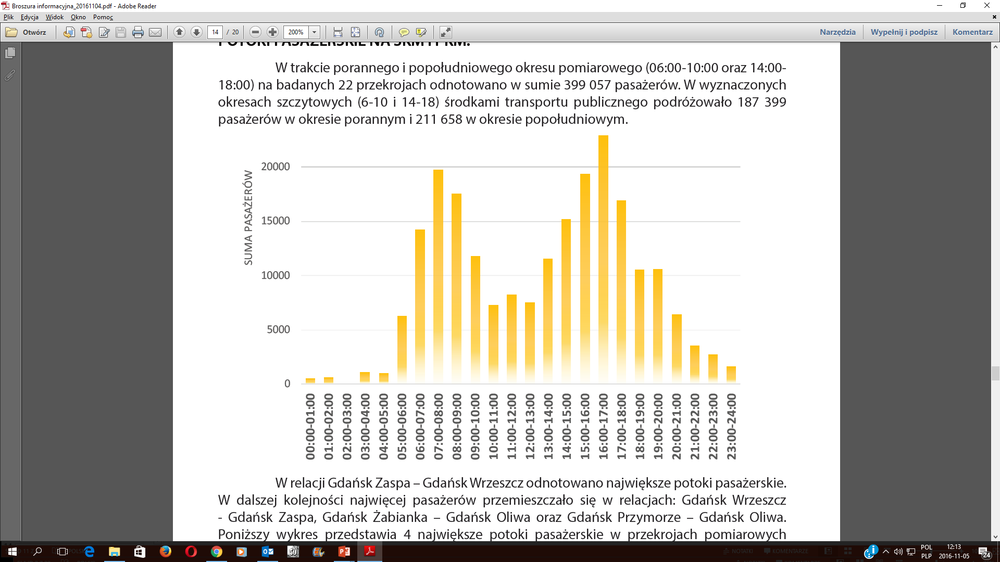 Broszura informacyjna_20161104.pdf - Adobe Reader
Plik Edycja Widok Okno Pomoc
Otwórz
14 / 20
200%
Narzędzia Wypełnij i podpisz Komentarz
POTOKI PASAŻERSKIE NA SKM I PKM.
W trakcie porannego i popołudniowego okresu pomiarowego (06:00-10:00 oraz 14:00-
18:00) na badanych 22 przekrojach odnotowano w sumie 399 057 pasażerów. W wyznaczonych
okresach szczytowych (6-10 i 14-18) środkami transportu publicznego podróżowało 187 399
pasażerów w okresie porannym i 211 658 w okresie popołudniowym.
SUMA PASAŻERÓW
20000
15000
10000
5000
0
00:00-01:00
01:00-02:00
02:00-03:00
03:00-04:00
04:00-05:00
05:00-06:00
06:00-07:00
07:00-08:00
08:00-09:00
09:00-10:00
10:00-11:00
11:00-12:00
12:00-13:00
13:00-14:00
14:00-15:00
15:00-16:00
16:00-17:00
17:00-18:00
18:00-19:00
19:00-20:00
20:00-21:00
21:00-22:00
22:00-23:00
23:00-24:00
W relacji Gdańsk Zaspa – Gdańsk Wrzeszcz odnotowano największe potoki pasażerskie.
W dalszej kolejności najwięcej pasażerów przemieszczało się w relacjach: Gdańsk Wrzeszcz
- Gdańsk Zaspa, Gdańsk Żabianka – Gdańsk Oliwa oraz Gdańsk Przymorze – Gdańsk Oliwa.
Poniższy wykres przedstawia 4 największe potoki pasażerskie w przekrojach pomiarowych
NOTATKI KOMENTARZE
POL 12:13
PLP 2016-11-05
24